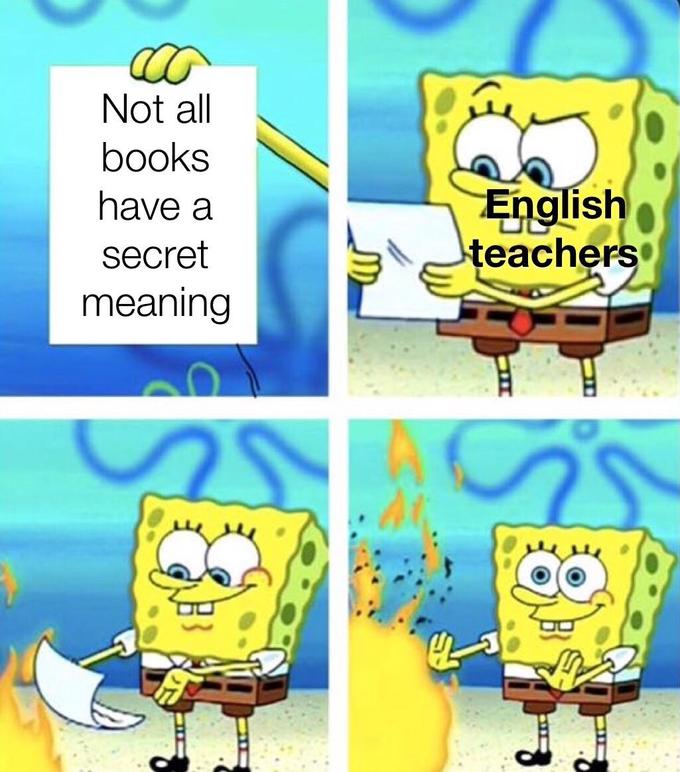 Not all
books
have a
secret
meaning
English
teachers